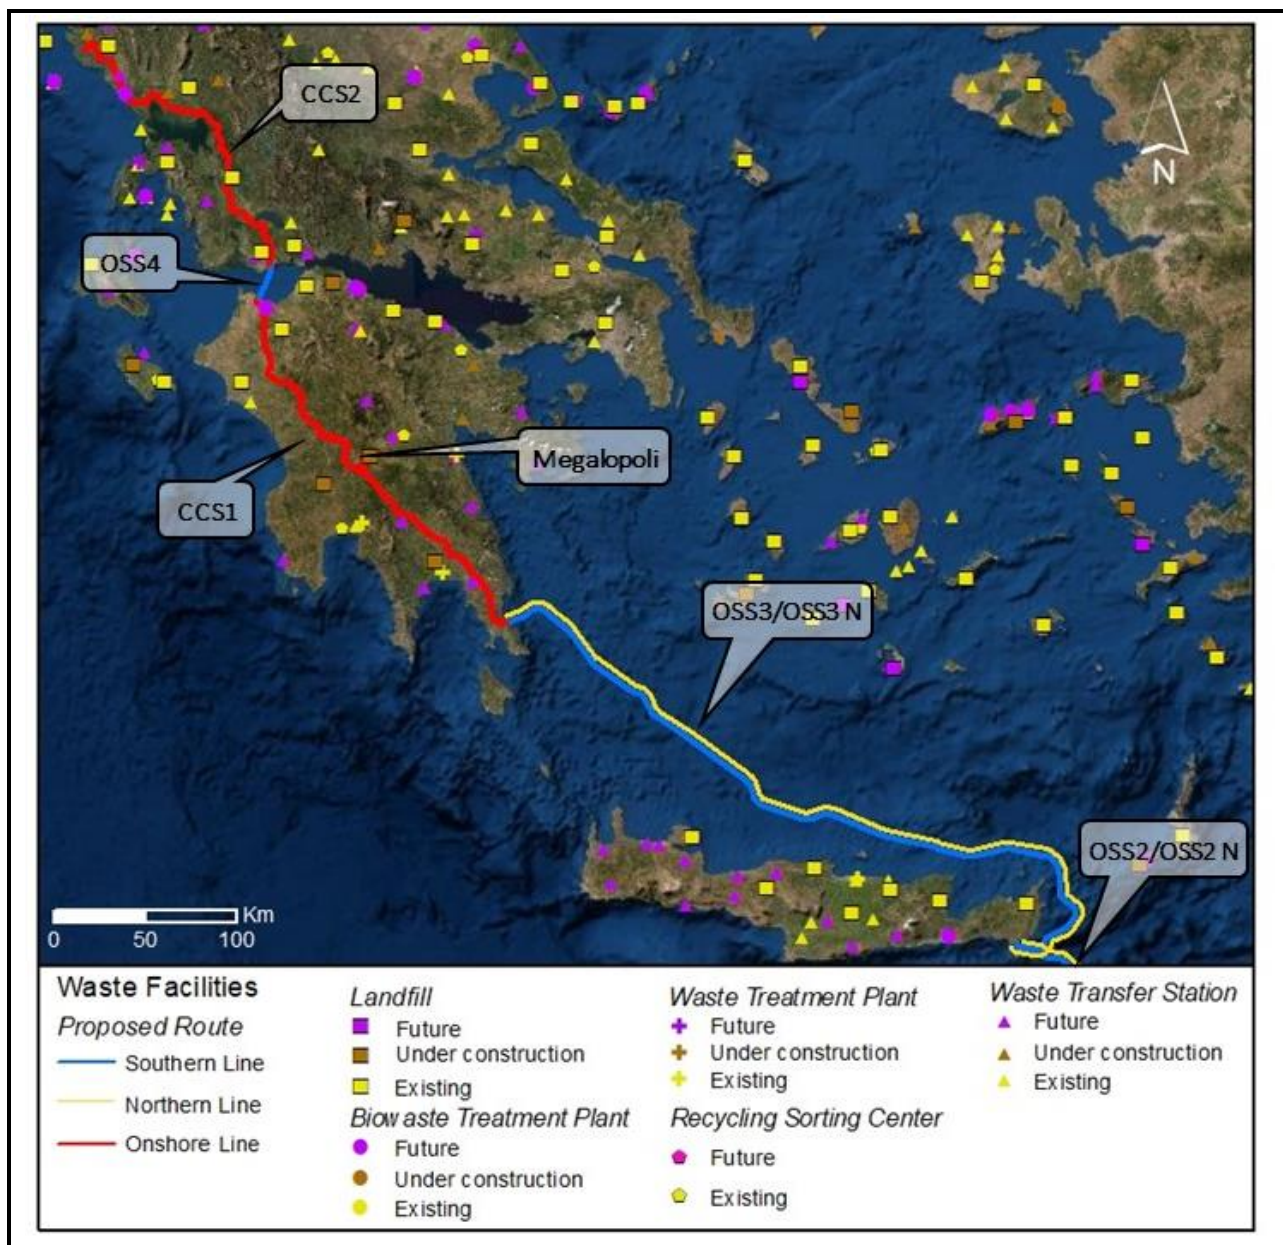 CCS2
N
OSS4
Megalopoli
CCS1
OSS3/OSS3 N
OSS2/OSS2 N
Km
0 50 100
Waste Facilities
Proposed Route
Southern Line
Northern Line
Onshore Line
Landfill
Future
Under construction
Existing
Biowaste Treatment Plant
Future
Under construction
Existing
Waste Treatment Plant
Future
Under construction
Existing
Recycling Sorting Center
Future
Existing
Waste Transfer Station
Future
Under construction
Existing